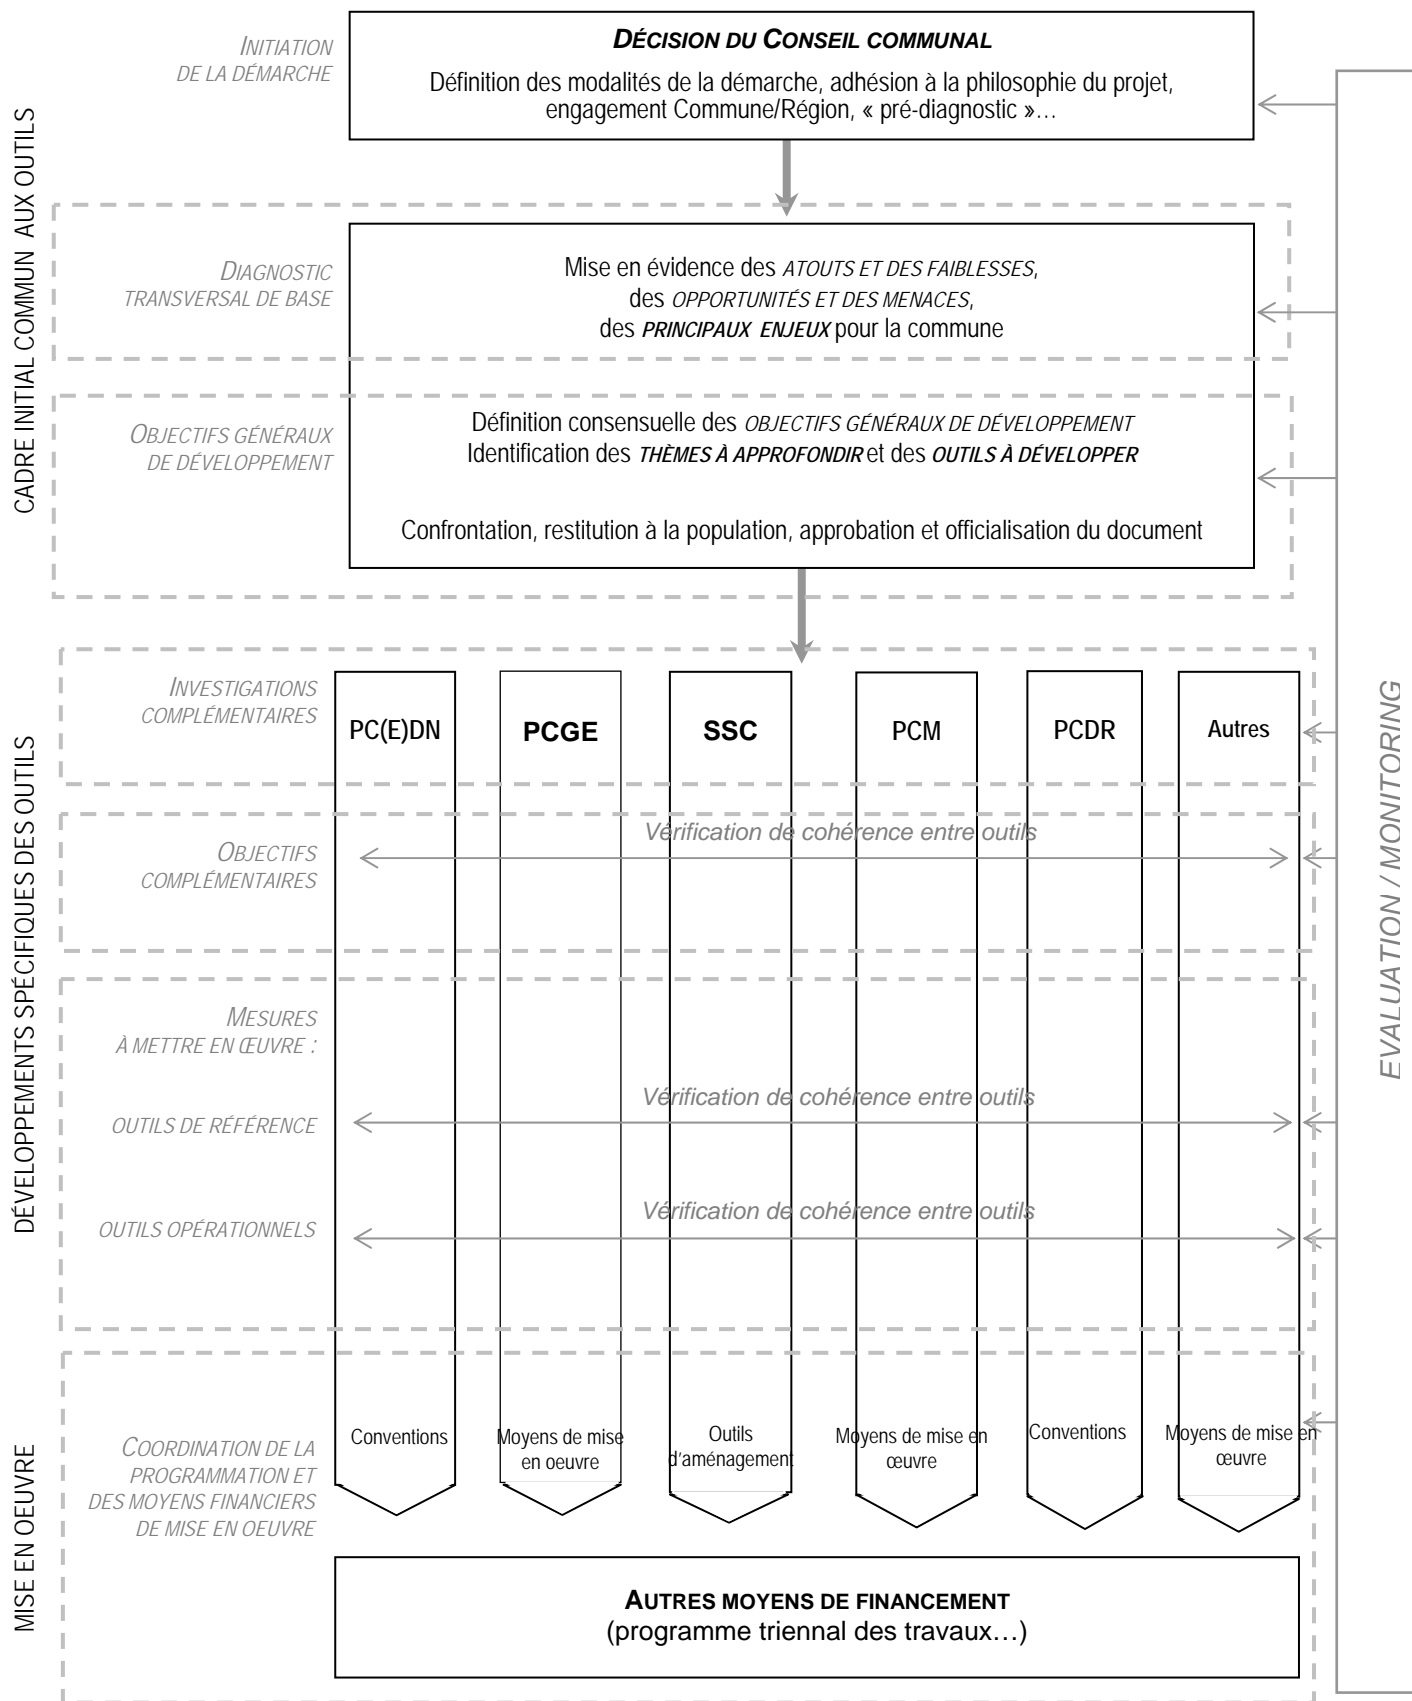 INITIATION
DE LA DÉMARCHE
DÉCISION DU CONSEIL COMMUNAL
Définition des modalités de la démarche, adhésion à la philosophie du projet,
engagement Commune/Région, « pré-diagnostic »…
CADRE INITIAL COMMUN AUX OUTILS
DIAGNOSTIC
TRANSVERSAL DE BASE
Mise en évidence des ATOUTS ET DES FAIBLESSES,
des OPPORTUNITÉS ET DES MENACES,
des PRINCIPAUX ENJEUX pour la commune
OBJECTIFS GÉNÉRAUX
DE DÉVELOPPEMENT
Définition consensuelle des OBJECTIFS GÉNÉRAUX DE DÉVELOPPEMENT
Identification des THÈMES À APPROFONDIR et des OUTILS À DÉVELOPPER
Confrontation, restitution à la population, approbation et officialisation du document
DÉVELOPPEMENTS SPÉCIFIQUES DES OUTILS
INVESTIGATIONS
COMPLÉMENTAIRES
PC(E)DN
PCGE
SSC
PCM
PCDR
Autres
EVALUATION / MONITORING
OBJECTIFS
COMPLÉMENTAIRES
Vérification de cohérence entre outils
MESURES
À METTRE EN ŒUVRE :
OUTILS DE RÉFÉRENCE
Vérification de cohérence entre outils
OUTILS OPÉRATIONNELS
Vérification de cohérence entre outils
MISE EN OEUVRE
COORDINATION DE LA
PROGRAMMATION ET
DES MOYENS FINANCIERS
DE MISE EN OEUVRE
Conventions
Moyens de mise
en oeuvre
Outils
d'aménagement
Moyens de mise en
œuvre
Conventions
Moyens de mise en
œuvre
AUTRES MOYENS DE FINANCEMENT
(programme triennal des travaux…)